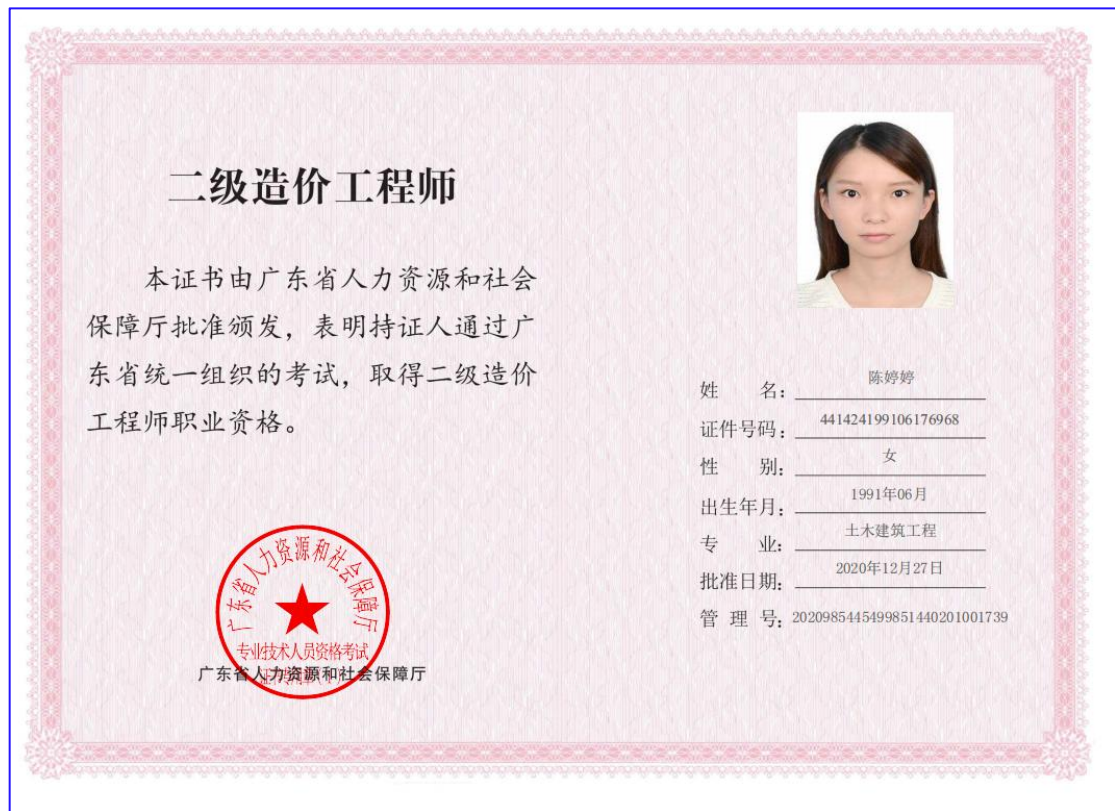 二级造价工程师
本证书由广东省人力资源和社会
保障厅批准颁发，表明持证人通过广
东省统一组织的考试，取得二级造价
工程师职业资格。
广东省人力资源和社会保障厅
专业技术人员资格考试
广东省人力资源和社会保障厅
姓 名： 陈婷婷
证件号码： 441424199106176968
性 别： 女
出生年月： 1991年06月
专 业： 土木建筑工程
批准日期： 2020年12月27日
管 理 号： 2020985445499851440201001739